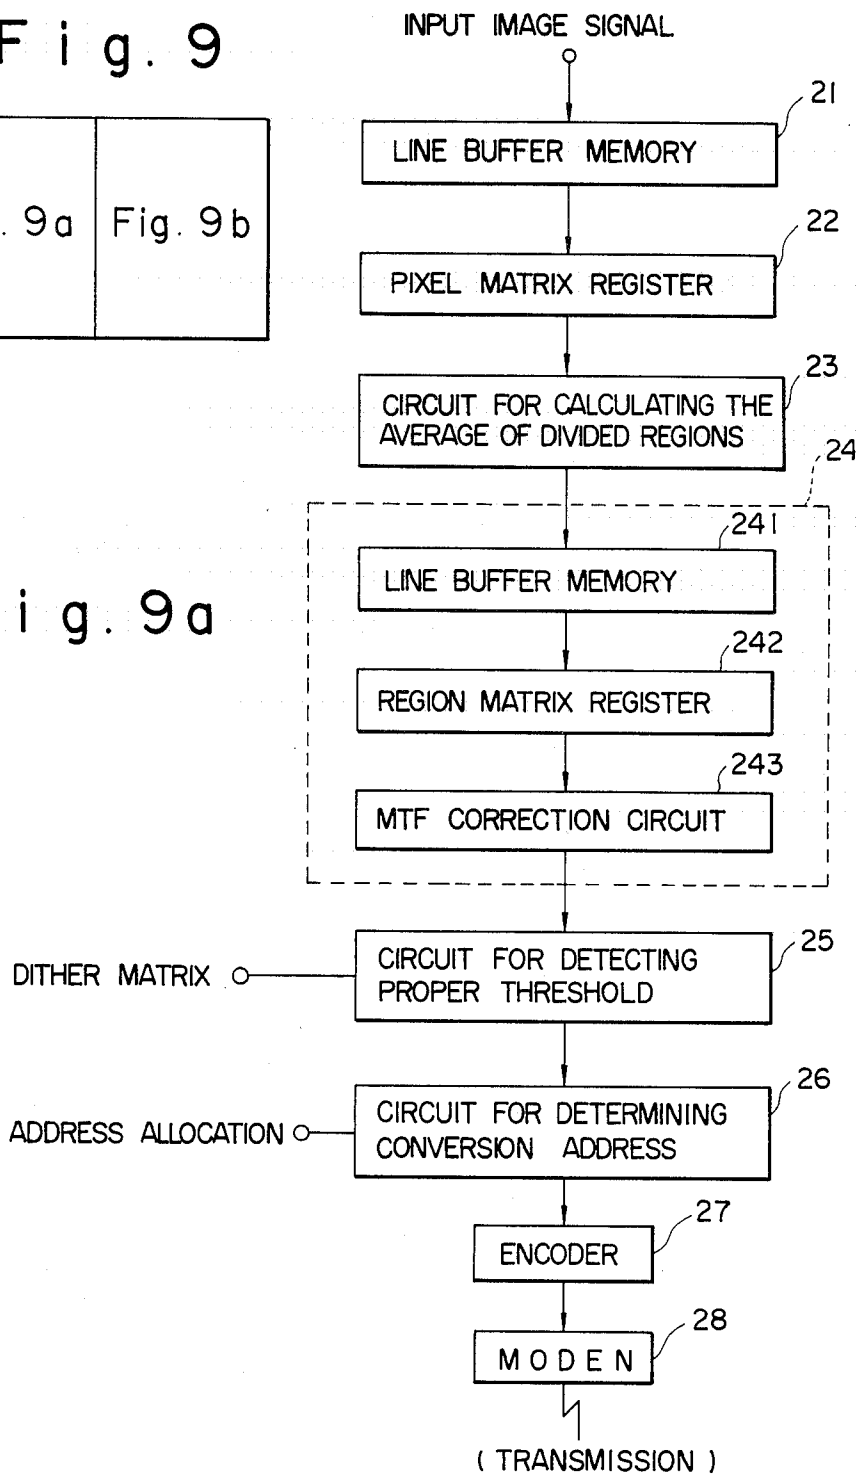 Fig. 9
. 9a
Fig. 9b
INPUT IMAGE SIGNAL
21
LINE BUFFER MEMORY
22
PIXEL MATRIX REGISTER
23
CIRCUIT FOR CALCULATING THE
AVERAGE OF DIVIDED REGIONS
24
241
LINE BUFFER MEMORY
ig. 9a
242
REGION MATRIX REGISTER
243
MTF CORRECTION CIRCUIT
25
DITHER MATRIX
CIRCUIT FOR DETECTING
PROPER THRESHOLD
26
ADDRESS ALLOCATION
CIRCUIT FOR DETERMINING
CONVERSION ADDRESS
27
ENCODER
28
MODEN
( TRANSMISSION )